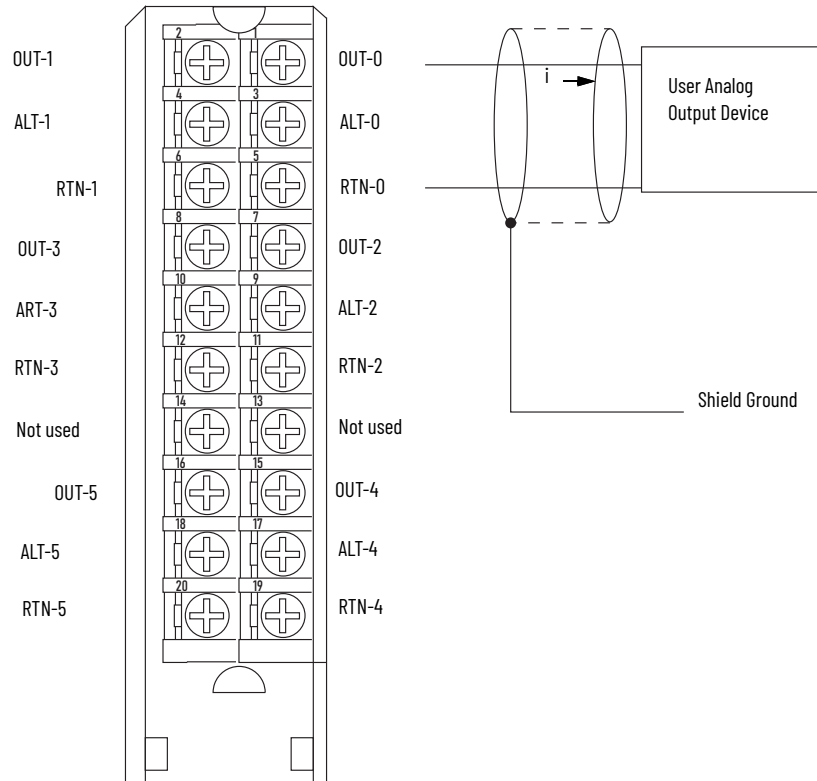 2 1
OUT-1 OUT-0
4 3
ALT-1 ALT-0
6 5
RTN-1 RTN-0
8 7
OUT-3 OUT-2
10 9
ART-3 ALT-2
12 11
RTN-3 RTN-2
14 13
Not used Not used
16 15
OUT-5 OUT-4
18 17
ALT-5 ALT-4
20 19
RTN-5 RTN-4
i
User Analog
Output Device
Shield Ground